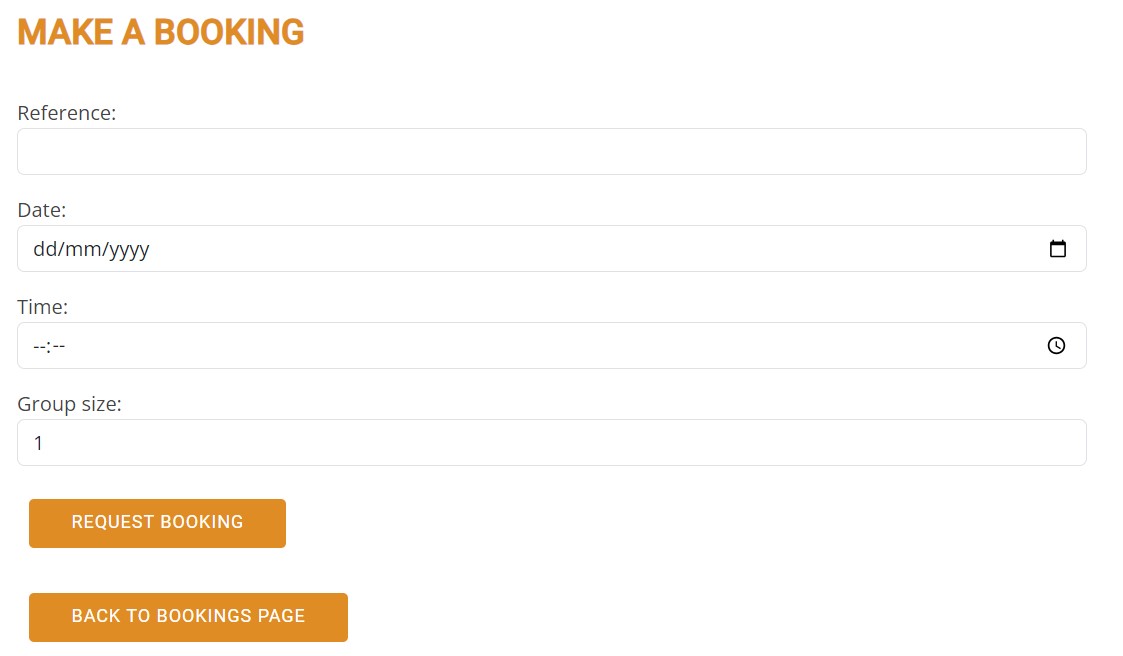 MAKE A BOOKING
Reference:
Date:
dd/mm/yyyy
Time:
--:--
Group size:
1
REQUEST BOOKING
BACK TO BOOKINGS PAGE